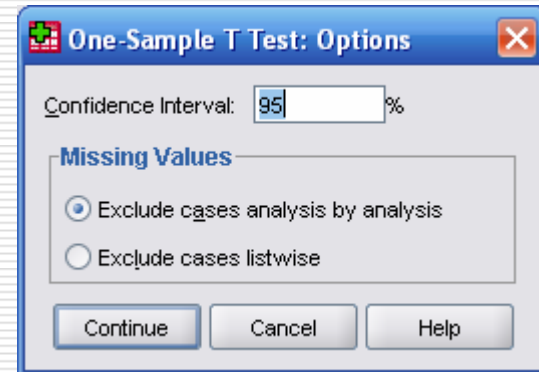 One-Sample T Test: Options
Confidence Interval: 95 %
Missing Values
Exclude cases analysis by analysis
Exclude cases listwise
Continue Cancel Help